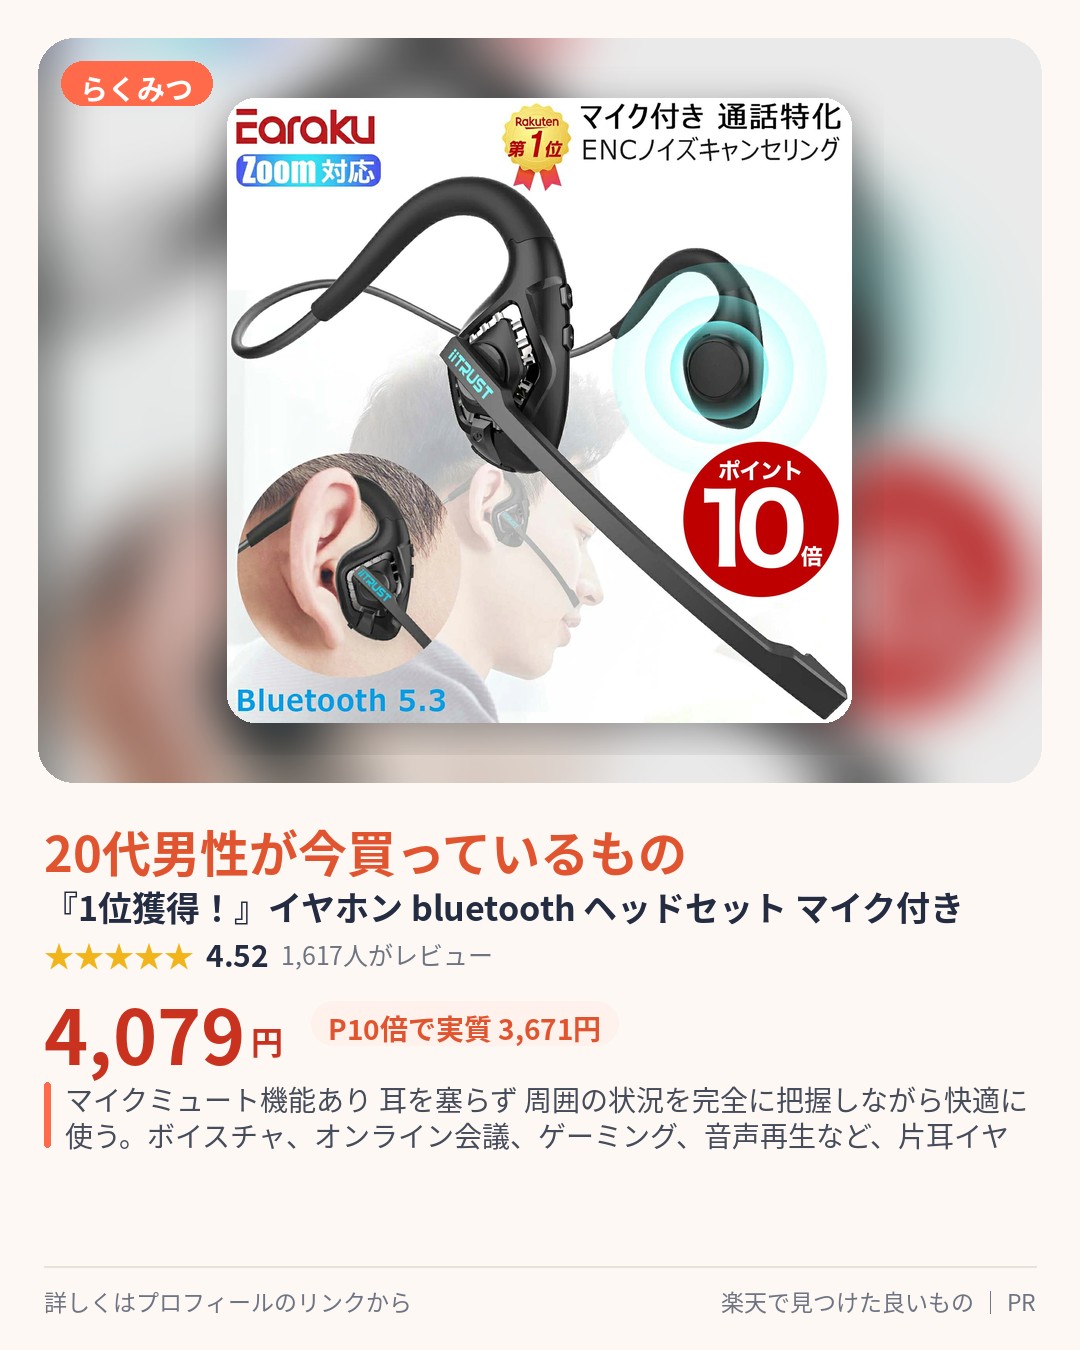 らくみつ
Earaku
Zoom 対応
Rakuten
第1位
マイク付き 通話特化
ENCノイズキャンセリング
iiTRUST
ポイント
10倍
iiTRUST
Bluetooth 5.3
20代男性が今買っているもの
『1位獲得！』イヤホン bluetooth ヘッドセット マイク付き
★★★★★ 4.52 1,617人がレビュー
4,079円 P10倍で実質 3,671円
マイクミュート機能あり 耳を塞らず 周囲の状況を完全に把握しながら快適に
使う。ボイスチャ、オンライン会議、ゲーミング、音声再生など、片耳イヤ
詳しくはプロフィールのリンクから
楽天で見つけた良いもの｜PR